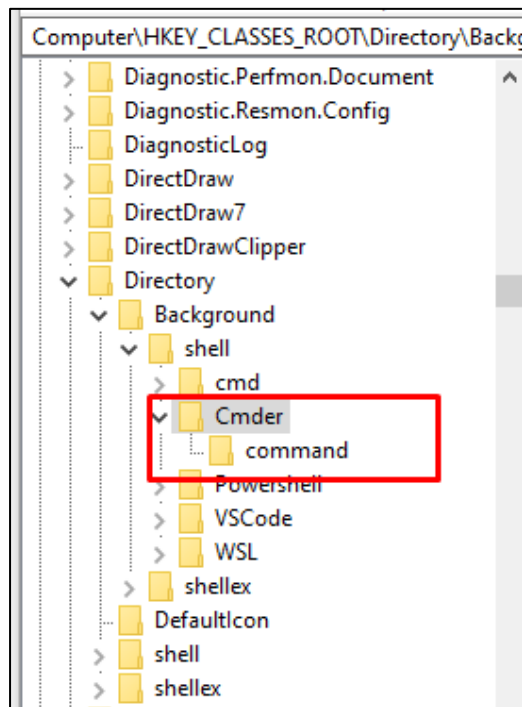 Computer\HKEY_CLASSES_ROOT\Directory\Backg
Diagnostic.Perfmon.Document
Diagnostic.Resmon.Config
DiagnosticLog
DirectDraw
DirectDraw7
DirectDrawClipper
Directory
Background
shell
cmd
Cmder
command
Powershell
VSCode
WSL
shellex
DefaultIcon
shell
shellex